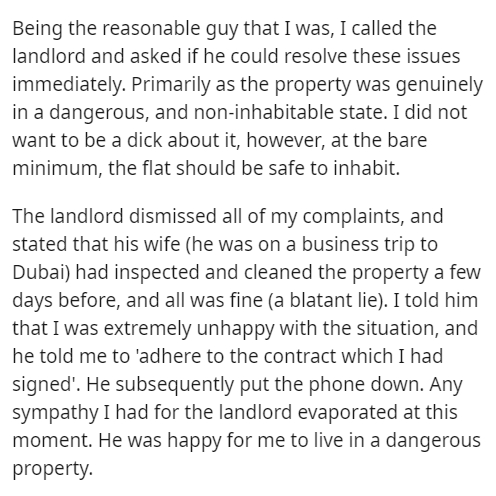 Being the reasonable guy that I was, I called the
landlord and asked if he could resolve these issues
immediately. Primarily as the property was genuinely
in a dangerous, and non-inhabitable state. I did not
want to be a dick about it, however, at the bare
minimum, the flat should be safe to inhabit.
The landlord dismissed all of my complaints, and
stated that his wife (he was on a business trip to
Dubai) had inspected and cleaned the property a few
days before, and all was fine (a blatant lie). I told him
that I was extremely unhappy with the situation, and
he told me to 'adhere to the contract which I had
signed'. He subsequently put the phone down. Any
sympathy I had for the landlord evaporated at this
moment. He was happy for me to live in a dangerous
property.